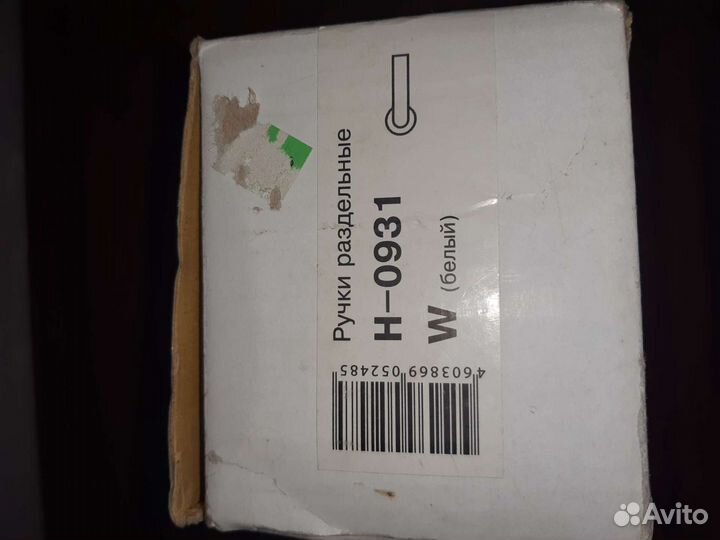 Ручки раздельные
H-0931
W (белый)
4 603869 052485
Avito